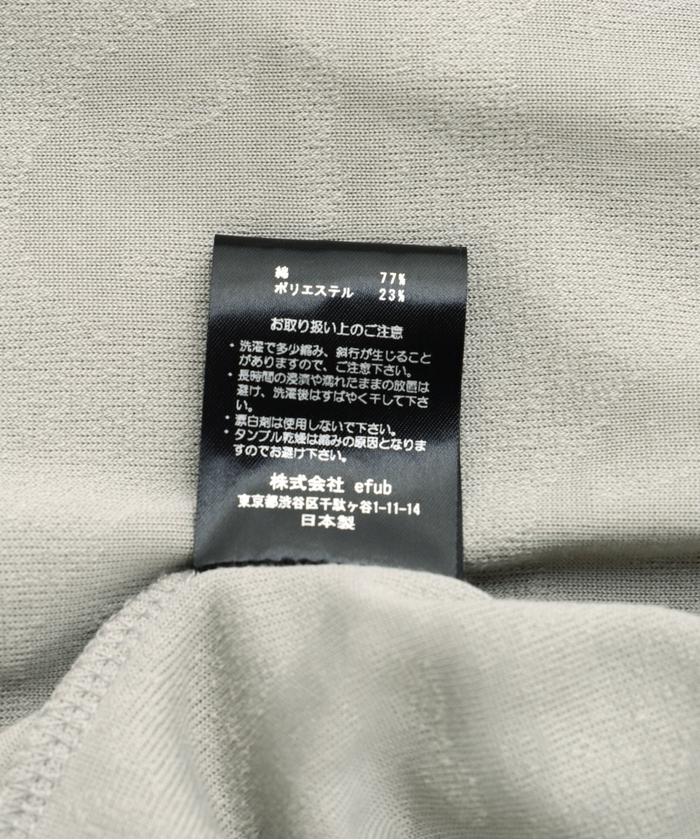 綿 77%
ポリエステル 23%
お取り扱い上のご注意
・洗濯で多少縮み、斜行が生じること
がありますので、ご注意下さい。
・長時間の浸漬や濡れたままの放置は
避け、洗濯後はすばやく干して下さ
い。
・漂白剤は使用しないで下さい。
・タンブル乾燥は縮みの原因となりま
すのでお避け下さい。
株式会社 efub
東京都渋谷区千駄ヶ谷1-11-14
日本製